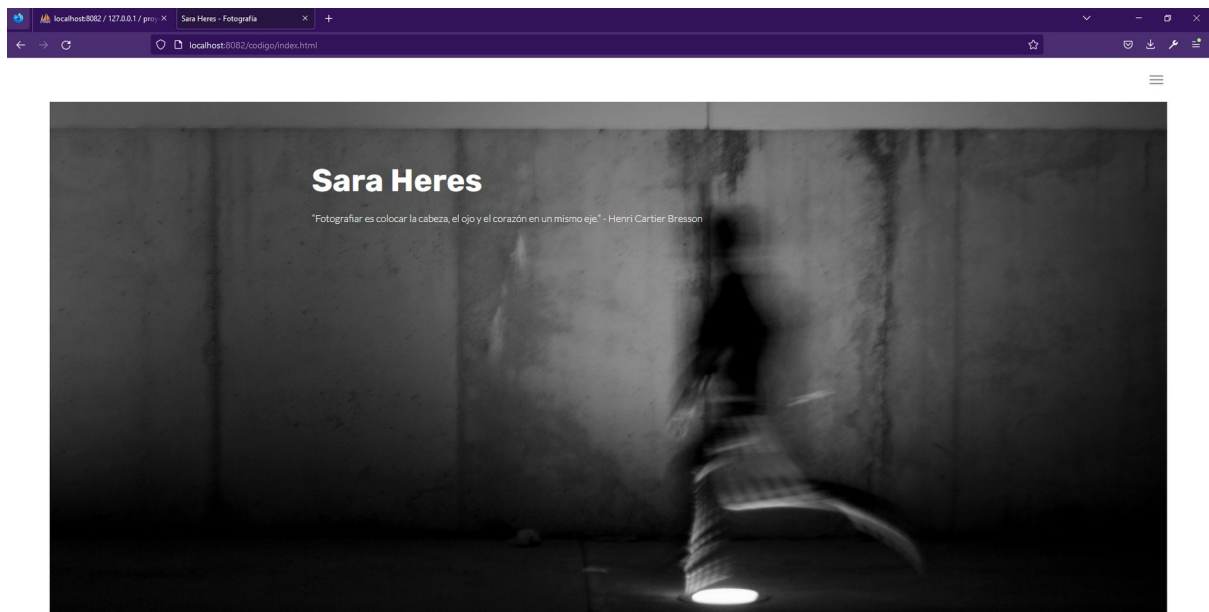 localhost:8082 / 127.0.0.1 / proy
Sara Heres - Fotografía
localhost:8082/codigo/index.html
Sara Heres
"Fotografiar es colocar la cabeza, el ojo y el corazón en un mismo eje." - Henri Cartier Bresson